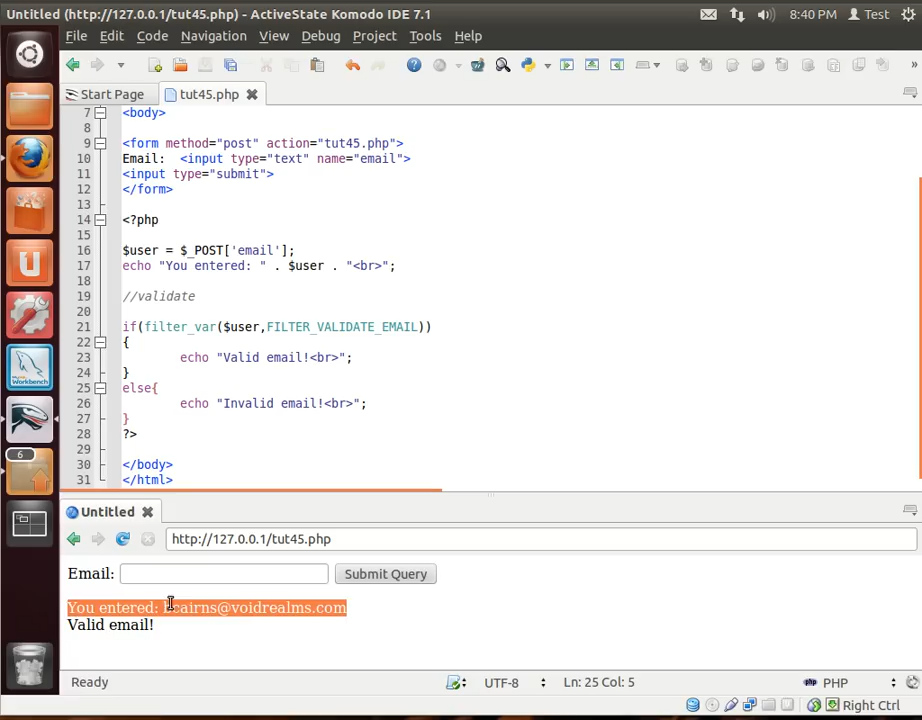 Untitled (http://127.0.0.1/tut45.php) - ActiveState Komodo IDE 7.1
8:40 PM Test
File Edit Code Navigation View Debug Project Tools Help
Start Page tut45.php
7 <body>
8
9 <form method="post" action="tut45.php">
10 Email:  <input type="text" name="email">
11 <input type="submit">
12 </form>
13
14 <?php
15
16 $user = $_POST['email'];
17 echo "You entered: " . $user . "<br>";
18
19 //validate
20
21 if(filter_var($user,FILTER_VALIDATE_EMAIL))
22 {
23 echo "Valid email!<br>";
24 }
25 else{
26 echo "Invalid email!<br>";
27 }
28 ?>
29
30 </body>
31 </html>
MySQL
Workbench
6
Untitled
http://127.0.0.1/tut45.php
Email: Submit Query
You entered: bcairns@voidrealms.com
Valid email!
Ready UTF-8 Ln: 25 Col: 5 php PHP
Right Ctrl